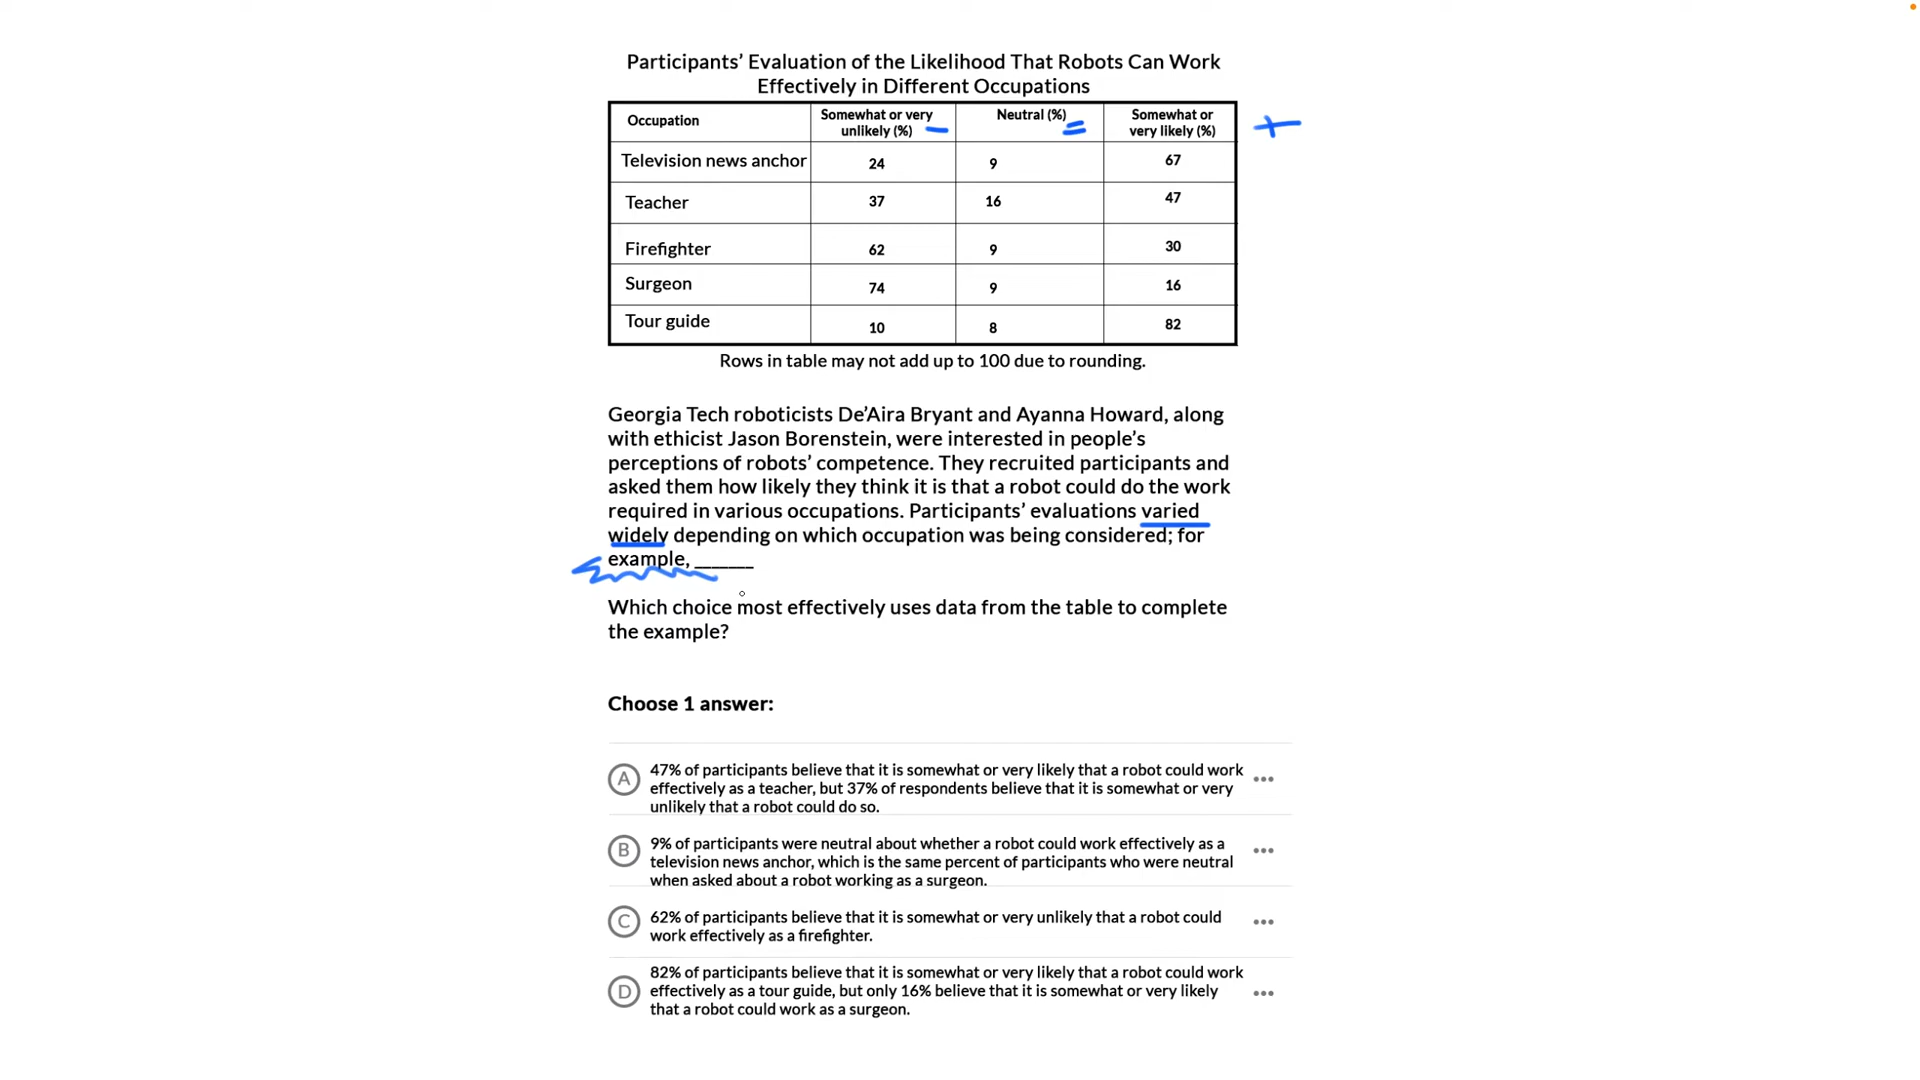 Participants’ Evaluation of the Likelihood That Robots Can Work
Effectively in Different Occupations
Occupation | Somewhat or very unlikely (%) | Neutral (%) | Somewhat or very likely (%)
Television news anchor | 24 | 9 | 67
Teacher | 37 | 16 | 47
Firefighter | 62 | 9 | 30
Surgeon | 74 | 9 | 16
Tour guide | 10 | 8 | 82
Rows in table may not add up to 100 due to rounding.
Georgia Tech roboticists De’Aira Bryant and Ayanna Howard, along
with ethicist Jason Borenstein, were interested in people’s
perceptions of robots’ competence. They recruited participants and
asked them how likely they think it is that a robot could do the work
required in various occupations. Participants’ evaluations varied
widely depending on which occupation was being considered; for
example, _______
Which choice most effectively uses data from the table to complete
the example?
Choose 1 answer:
A 47% of participants believe that it is somewhat or very likely that a robot could work
effectively as a teacher, but 37% of respondents believe that it is somewhat or very
unlikely that a robot could do so.
B 9% of participants were neutral about whether a robot could work effectively as a
television news anchor, which is the same percent of participants who were neutral
when asked about a robot working as a surgeon.
C 62% of participants believe that it is somewhat or very unlikely that a robot could
work effectively as a firefighter.
D 82% of participants believe that it is somewhat or very likely that a robot could work
effectively as a tour guide, but only 16% believe that it is somewhat or very likely
that a robot could work as a surgeon.